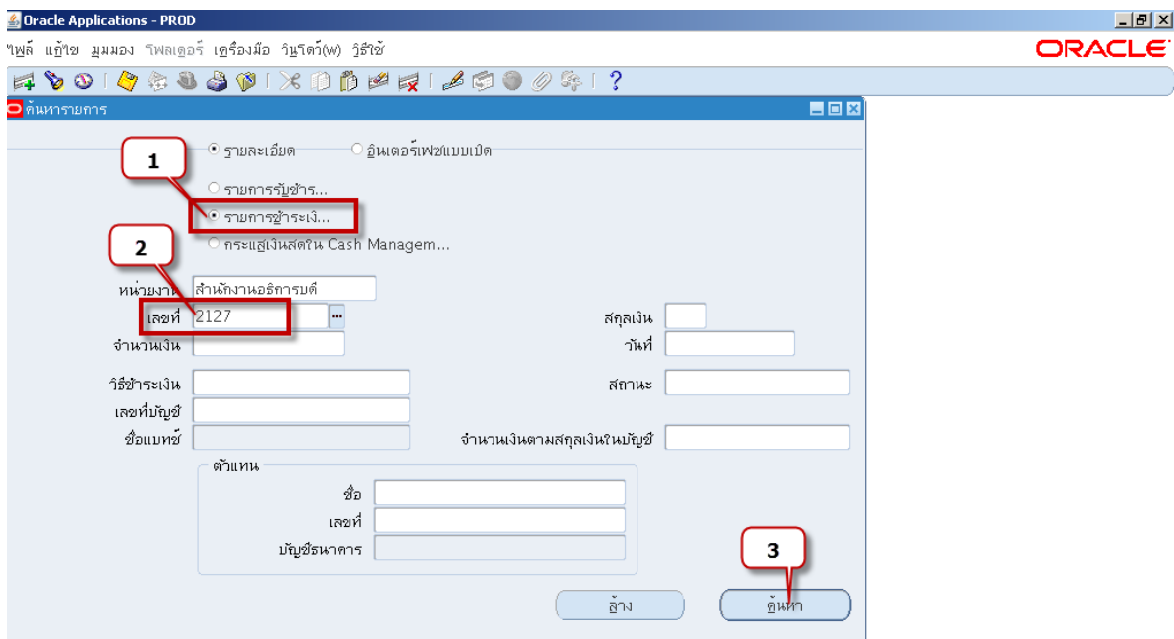 Oracle Applications - PROD
ไฟล์ แก้ไข มุมมอง โฟลเดอร์ เครื่องมือ วินโดว์(w) วิธีใช้
ORACLE
ค้นหารายการ
รายละเอียด อินเตอร์เฟซแบบเปิด
1
รายการรับชำร...
รายการชำระเงิ...
2
กระแสเงินสดใน Cash Managem...
หน่วยงาน สำนักงานอธิการบดี
เลขที่ 2127 สกุลเงิน
จำนวนเงิน วันที่
วิธีชำระเงิน สถานะ
เลขที่บัญชี
ชื่อแบทช์ จำนวนเงินตามสกุลเงินในบัญชี
ตัวแทน
ชื่อ
เลขที่
บัญชีธนาคาร
3
ล้าง ค้นหา